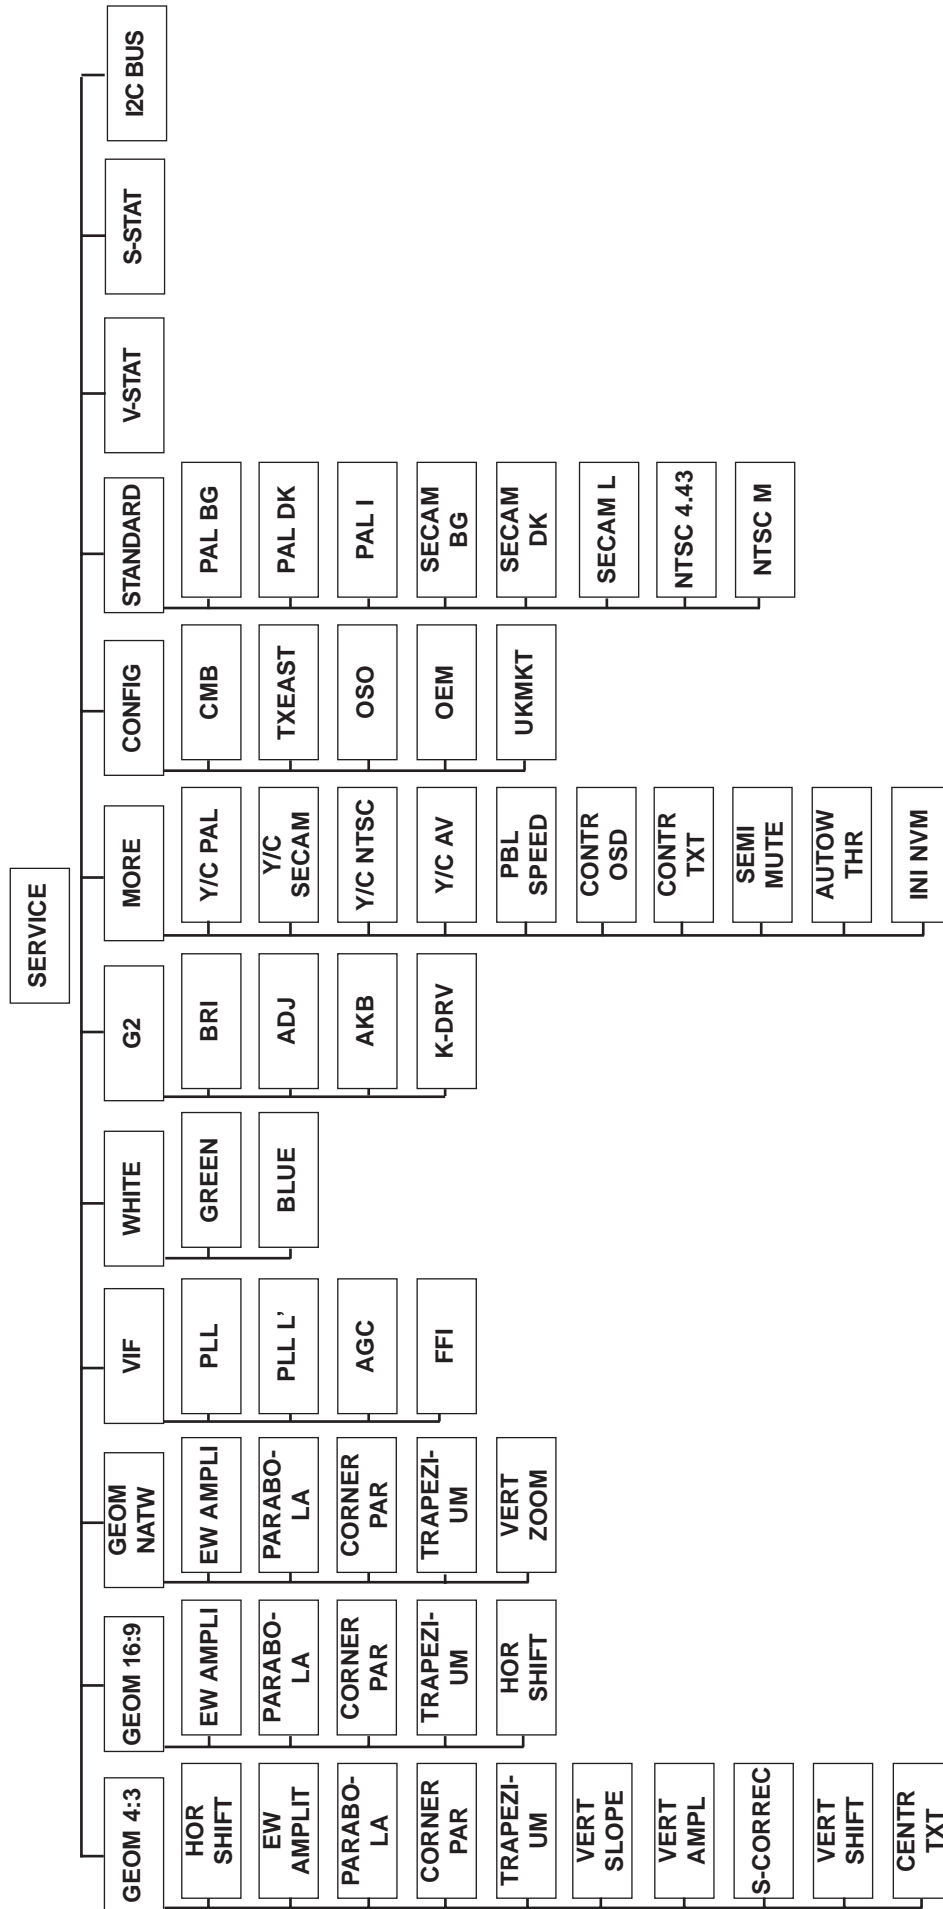 SERVICE
GEOM 4:3
HOR
SHIFT
EW
AMPLIT
PARABO-
LA
CORNER
PAR
TRAPEZI-
UM
VERT
SLOPE
VERT
AMPL
S-CORREC
VERT
SHIFT
CENTR
TXT
GEOM 16:9
EW AMPLI
PARABO-
LA
CORNER
PAR
TRAPEZI-
UM
HOR
SHIFT
GEOM
NATW
EW AMPLI
PARABO-
LA
CORNER
PAR
TRAPEZI-
UM
VERT
ZOOM
VIF
PLL
PLL L'
AGC
FFI
WHITE
GREEN
BLUE
G2
BRI
ADJ
AKB
K-DRV
MORE
Y/C PAL
Y/C
SECAM
Y/C NTSC
Y/C AV
PBL
SPEED
CONTR
OSD
CONTR
TXT
SEMI
MUTE
AUTOW
THR
INI NVM
CONFIG
CMB
TXEAST
OSO
OEM
UKMKT
STANDARD
PAL BG
PAL DK
PAL I
SECAM
BG
SECAM
DK
SECAM L
NTSC 4.43
NTSC M
V-STAT
S-STAT
I2C BUS